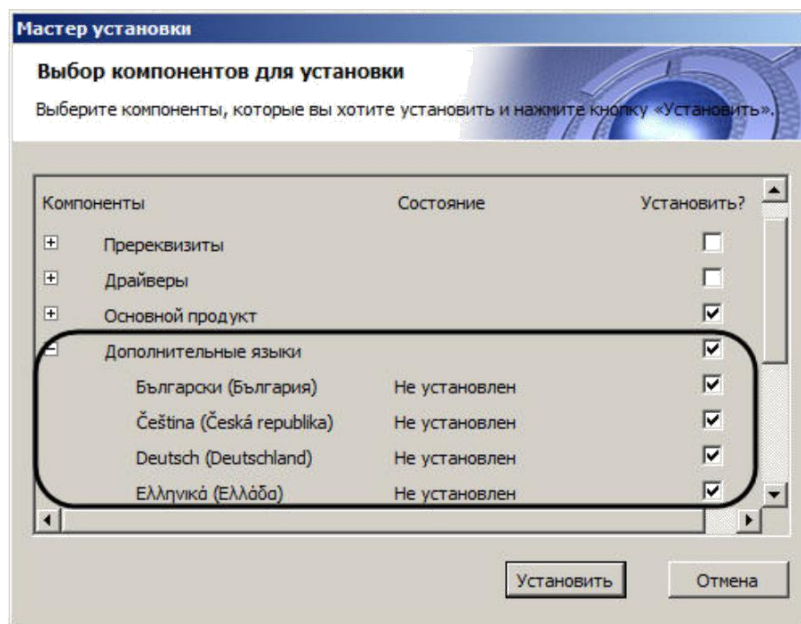 Мастер установки
Выбор компонентов для установки
Выберите компоненты, которые вы хотите установить и нажмите кнопку «Установить».
Компоненты Состояние Установить?
Пререквизиты
Драйверы
Основной продукт
Дополнительные языки
Български (България) Не установлен
Čeština (Česká republika) Не установлен
Deutsch (Deutschland) Не установлен
Ελληνικά (Ελλάδα) Не установлен
Установить Отмена